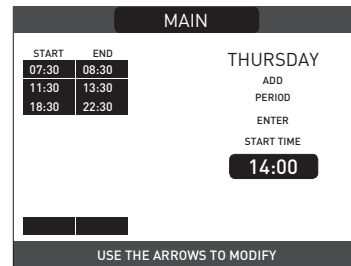 MAIN
START END
07:30 08:30
11:30 13:30
18:30 22:30
THURSDAY
ADD
PERIOD
ENTER
START TIME
14:00
USE THE ARROWS TO MODIFY